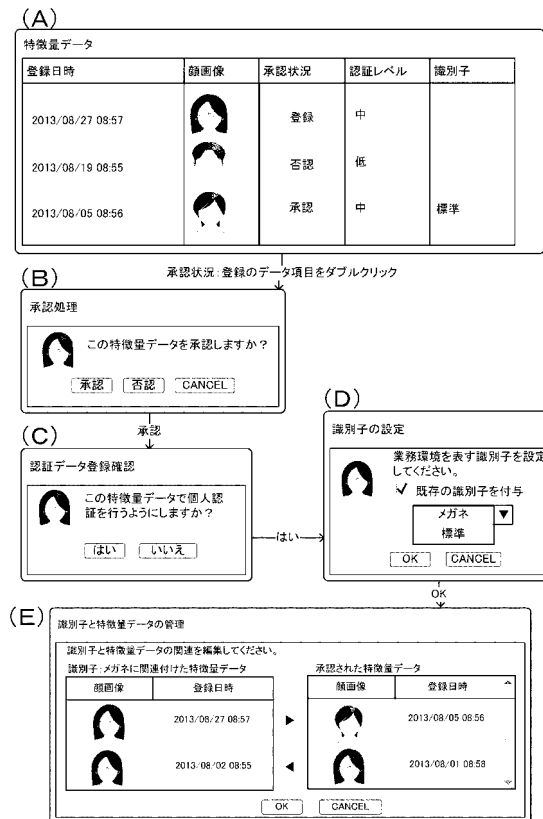 (A)
特徴量データ
登録日時 顔画像 承認状況 認証レベル 識別子
2013/08/27 08:57 登録 中
2013/08/19 08:55 否認 低
2013/08/05 08:56 承認 中 標準
承認状況:登録のデータ項目をダブルクリック
(B)
承認処理
この特徴量データを承認しますか?
承認 否認 CANCEL
承認
(C)
認証データ登録確認
この特徴量データで個人認
証を行うようにしますか?
はい いいえ
はい
(D)
識別子の設定
業務環境を表す識別子を設定
してください。
✓ 既存の識別子を付与
メガネ ▼
標準
OK CANCEL
OK
(E)
識別子と特徴量データの管理
識別子と特徴量データの関連を編集してください。
識別子:メガネに関連付けた特徴量データ 承認された特徴量データ
顔画像 登録日時 顔画像 登録日時
2013/08/27 08:57 ▶ 2013/08/05 08:56
2013/08/02 08:55 ◀ 2013/08/01 08:58
OK CANCEL